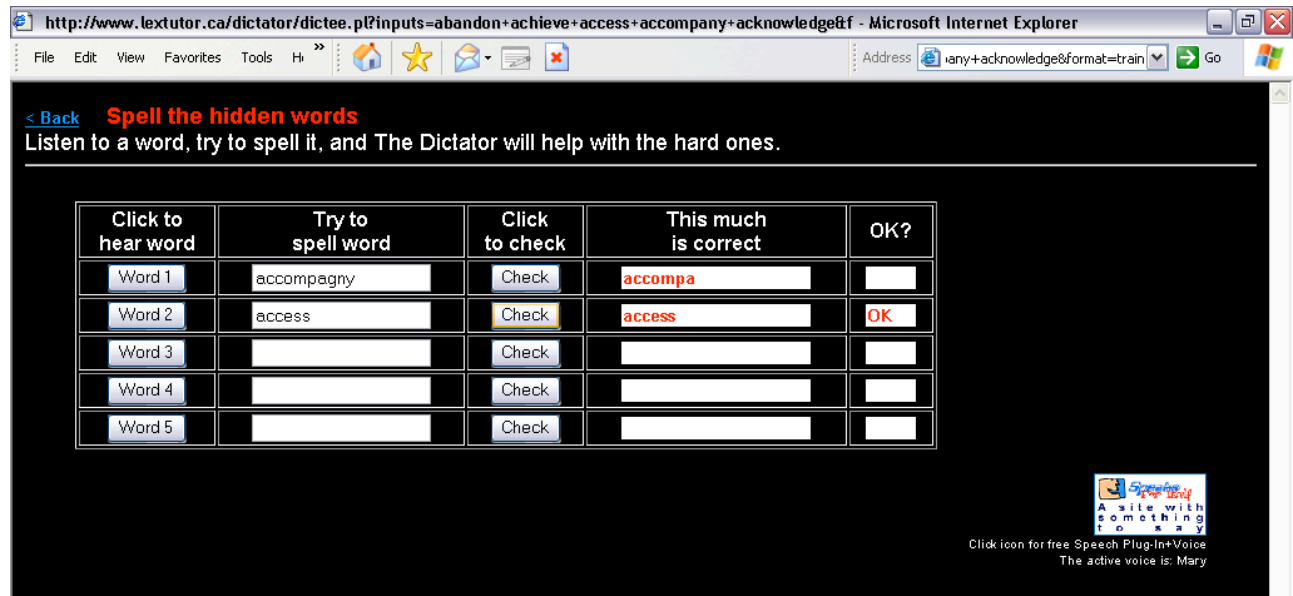 http://www.lextutor.ca/dictator/dictee.pl?inputs=abandon+achieve+access+accompany+acknowledge&f - Microsoft Internet Explorer
File Edit View Favorites Tools H » Address any+acknowledge&format=train Go
< Back Spell the hidden words
Listen to a word, try to spell it, and The Dictator will help with the hard ones.
Click to hear word Try to spell word Click to check This much is correct OK?
Word 1 accompagny Check accompa
Word 2 access Check access OK
Word 3 Check
Word 4 Check
Word 5 Check
Speaks For Itself
A site with
something
to say
Click icon for free Speech Plug-In+Voice
The active voice is: Mary